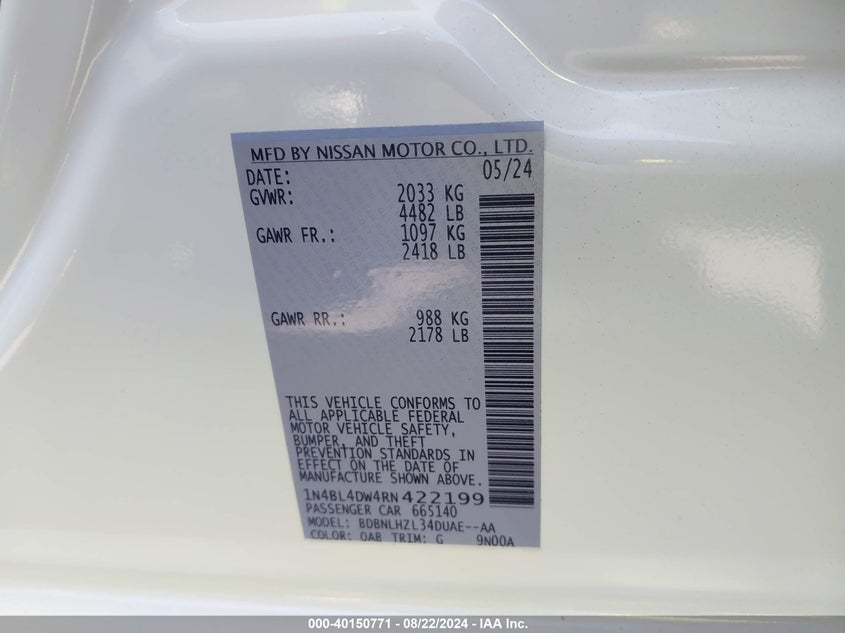 MFD BY NISSAN MOTOR CO., LTD.
DATE: 05/24
GVWR: 2033 KG
4482 LB
GAWR FR.: 1097 KG
2418 LB
GAWR RR.: 988 KG
2178 LB
THIS VEHICLE CONFORMS TO
ALL APPLICABLE FEDERAL
MOTOR VEHICLE SAFETY,
BUMPER, AND THEFT
PREVENTION STANDARDS IN
EFFECT ON THE DATE OF
MANUFACTURE SHOWN ABOVE.
1N4BL4DW4RN422199
PASSENGER CAR 665140
MODEL: BDBNLHZL34DUAE--AA
COLOR: QAB TRIM: G 9N00A
000-40150771 - 08/22/2024 - IAA Inc.